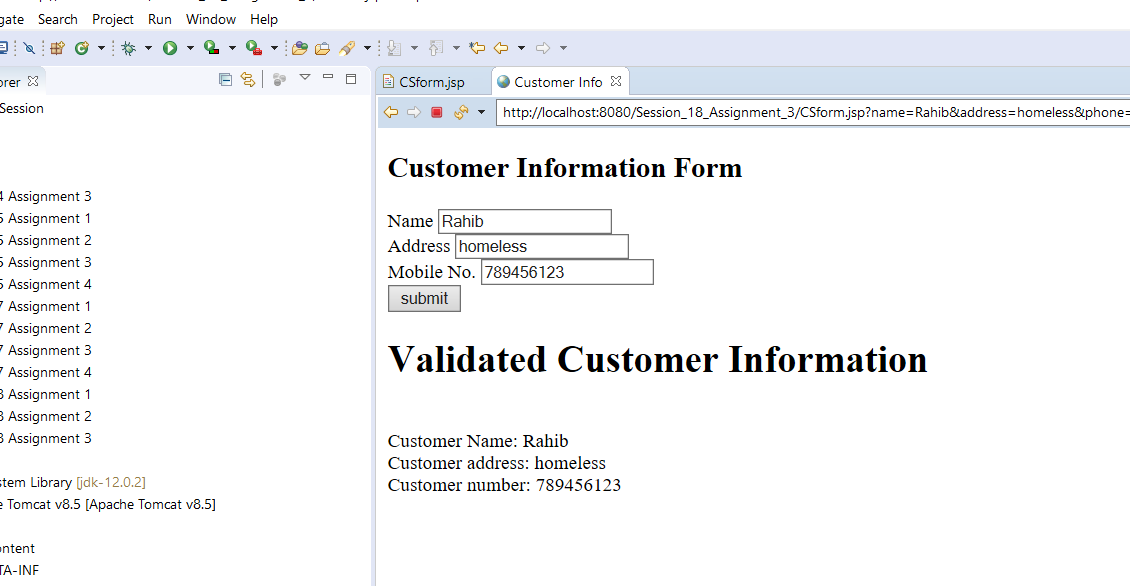 gate Search Project Run Window Help
orer
Session
4 Assignment 3
5 Assignment 1
5 Assignment 2
5 Assignment 3
5 Assignment 4
7 Assignment 1
7 Assignment 2
7 Assignment 3
7 Assignment 4
8 Assignment 1
8 Assignment 2
8 Assignment 3
stem Library [jdk-12.0.2]
e Tomcat v8.5 [Apache Tomcat v8.5]
ontent
TA-INF
CSform.jsp
Customer Info
http://localhost:8080/Session_18_Assignment_3/CSform.jsp?name=Rahib&address=homeless&phone=
Customer Information Form
Name Rahib
Address homeless
Mobile No. 789456123
submit
Validated Customer Information
Customer Name: Rahib
Customer address: homeless
Customer number: 789456123